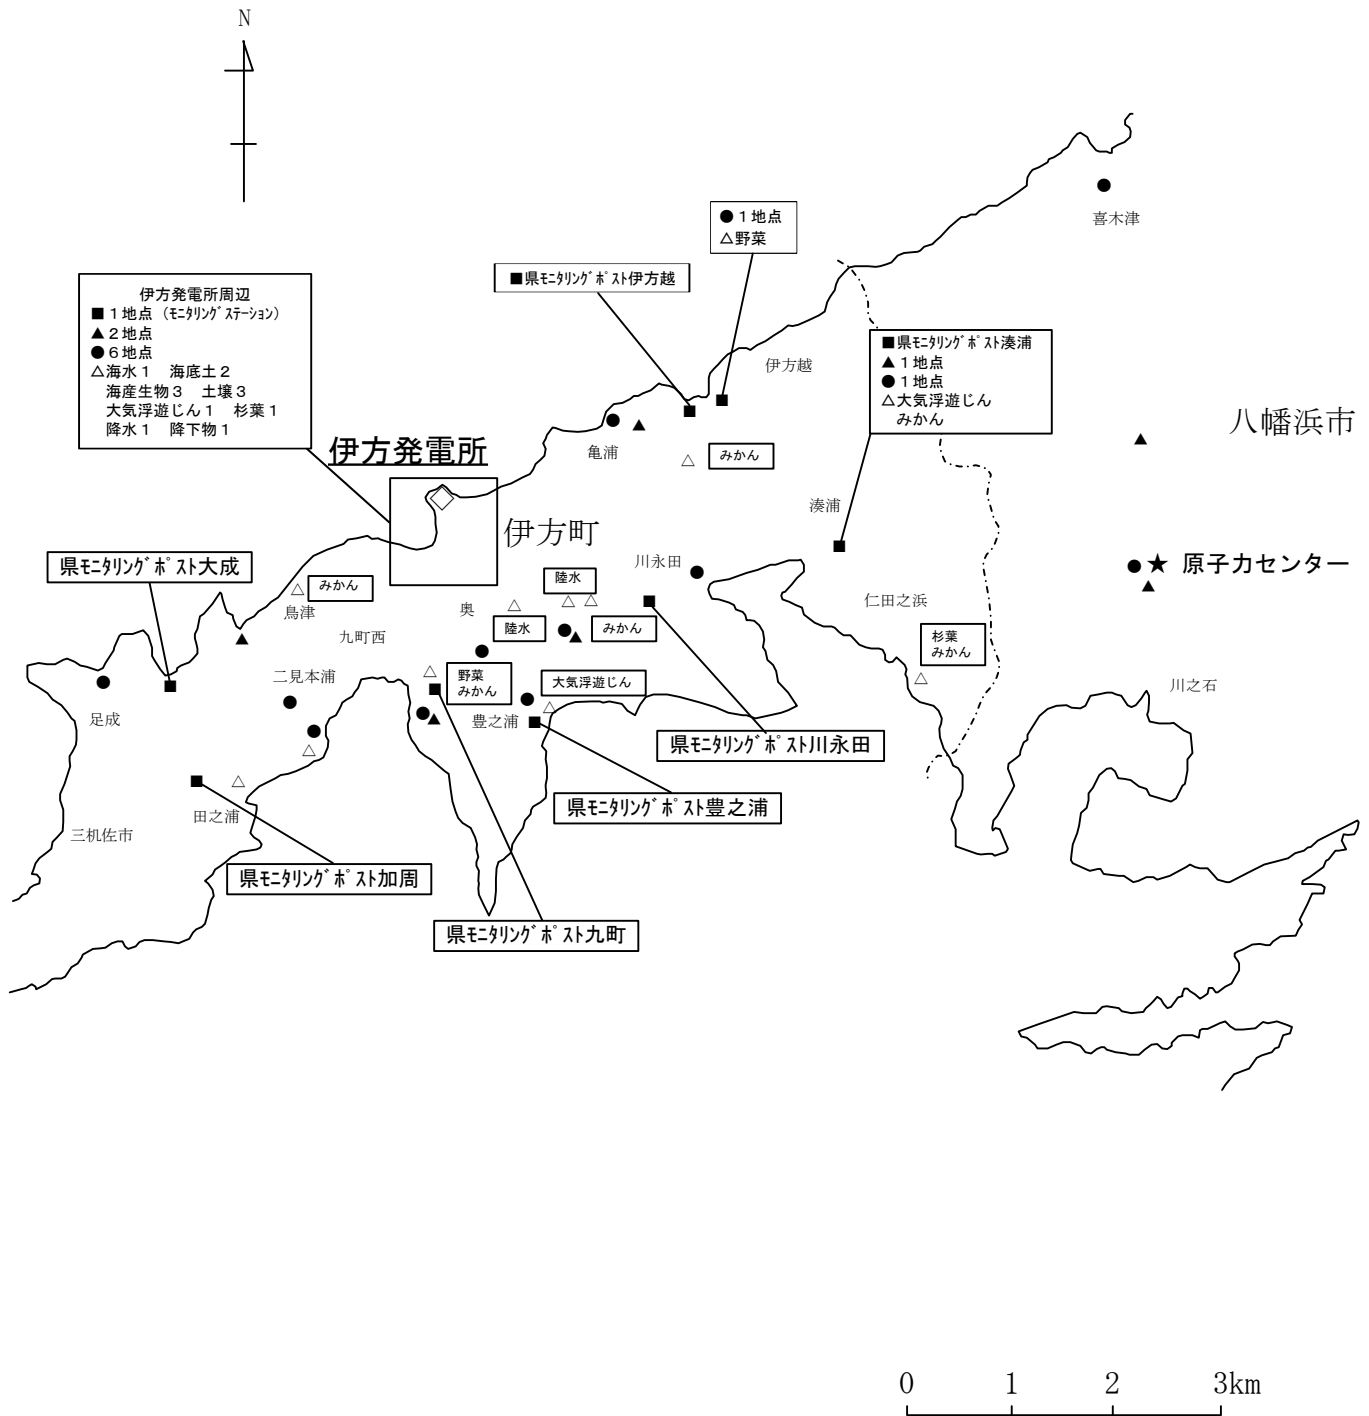 N
喜木津
●１地点
△野菜
■県ﾓﾆﾀﾘﾝｸﾞﾎﾟｽﾄ伊方越
伊方発電所周辺
■１地点（ﾓﾆﾀﾘﾝｸﾞｽﾃｰｼｮﾝ）
▲２地点
●６地点
△海水１　海底土２
海産生物３　土壌３
大気浮遊じん１　杉葉１
降水１　降下物１
■県ﾓﾆﾀﾘﾝｸﾞﾎﾟｽﾄ湊浦
▲１地点
●１地点
△大気浮遊じん
みかん
伊方越
八幡浜市
伊方発電所
亀浦
みかん
湊浦
伊方町
県ﾓﾆﾀﾘﾝｸﾞﾎﾟｽﾄ大成
川永田
★ 原子力センター
みかん
陸水
鳥津
奥
仁田之浜
九町西
陸水
みかん
杉葉
みかん
二見本浦
野菜
みかん
大気浮遊じん
川之石
足成
豊之浦
県ﾓﾆﾀﾘﾝｸﾞﾎﾟｽﾄ川永田
田之浦
県ﾓﾆﾀﾘﾝｸﾞﾎﾟｽﾄ豊之浦
三机佐市
県ﾓﾆﾀﾘﾝｸﾞﾎﾟｽﾄ加周
県ﾓﾆﾀﾘﾝｸﾞﾎﾟｽﾄ九町
0 1 2 3km